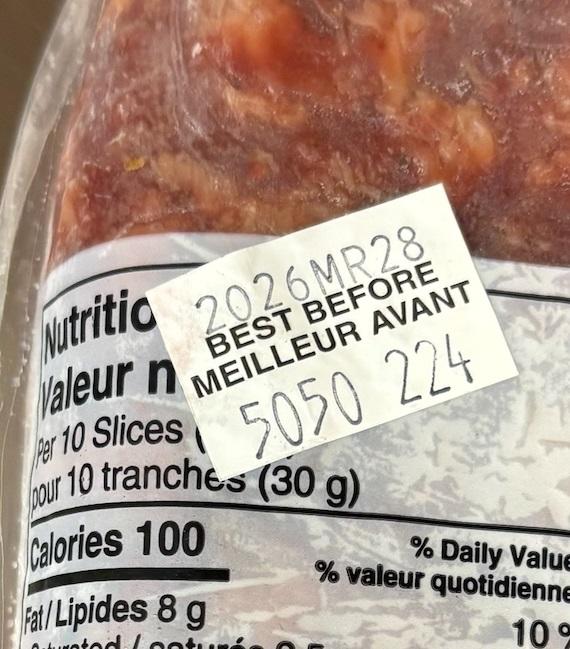 2026MR28
BEST BEFORE
MEILLEUR AVANT
5050 224
Nutritio
Valeur n
Per 10 Slices (
pour 10 tranches (30 g)
Calories 100
% Daily Value
% valeur quotidienne
Fat / Lipides 8 g
10 %